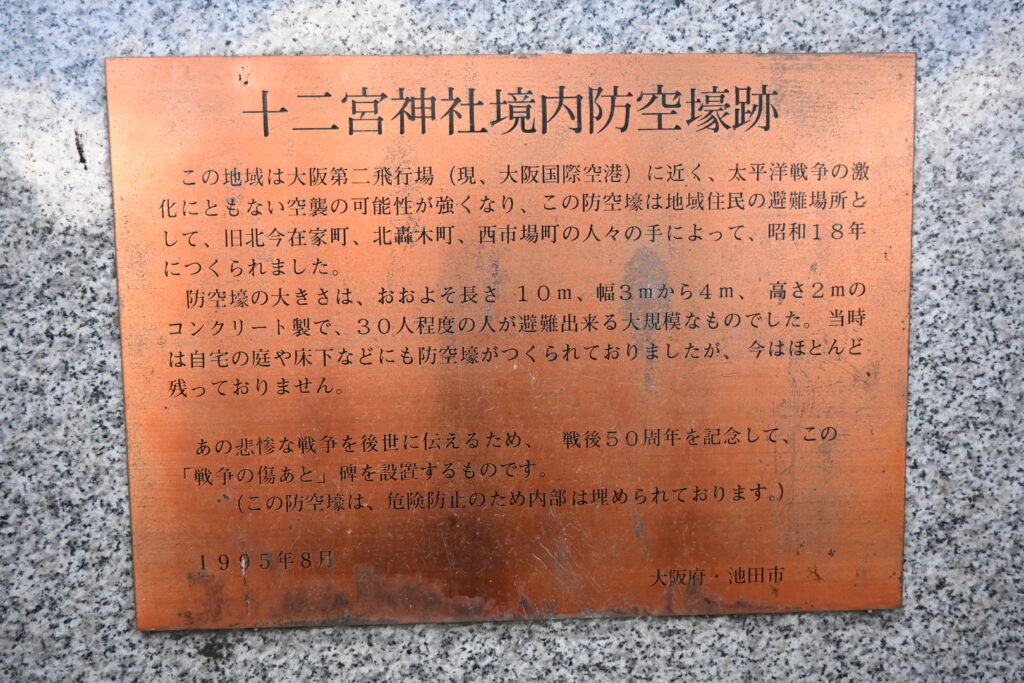 十二宮神社境内防空壕跡
この地域は大阪第二飛行場（現、大阪国際空港）に近く、太平洋戦争の激
化にともない空襲の可能性が強くなり、この防空壕は地域住民の避難場所と
して、旧北今在家町、北轟木町、西市場町の人々の手によって、昭和１８年
につくられました。
防空壕の大きさは、おおよそ長さ １０ｍ、幅３ｍから４ｍ、 高さ２ｍの
コンクリート製で、３０人程度の人が避難出来る大規模なものでした。当時
は自宅の庭や床下などにも防空壕がつくられておりましたが、今はほとんど
残っておりません。
あの悲惨な戦争を後世に伝えるため、 戦後５０周年を記念して、この
「戦争の傷あと」碑を設置するものです。
（この防空壕は、危険防止のため内部は埋められております。）
１９９５年８月
大阪府・池田市